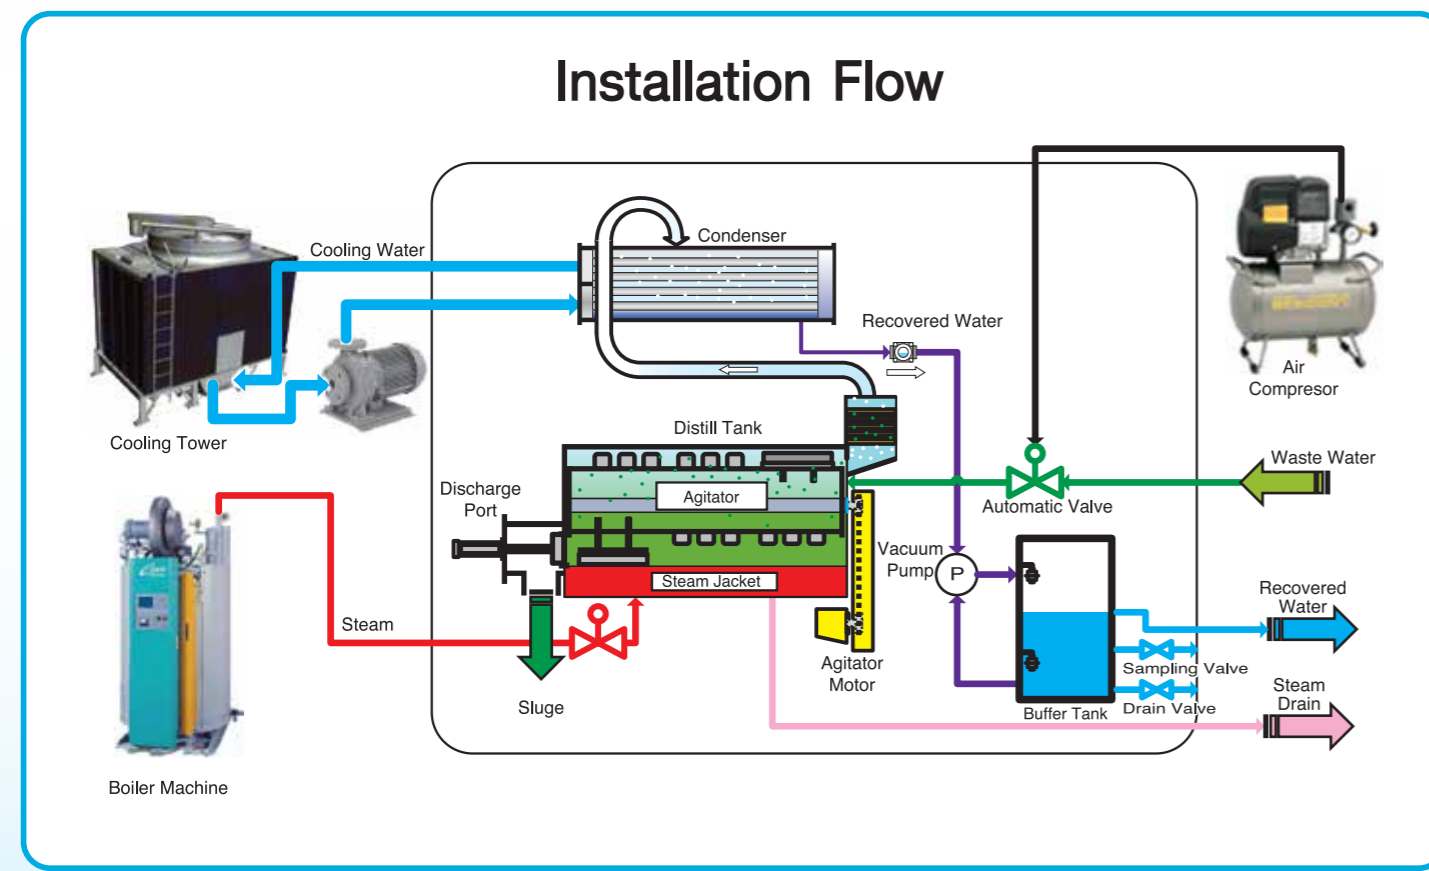 Installation Flow
Condenser
Cooling Water
Recovered Water
Air
Compresor
Cooling Tower
Distill Tank
Waste Water
Discharge
Port
Agitator
Automatic Valve
Vacuum
Pump
P
Steam Jacket
Recovered
Water
Steam
Agitator
Motor
Sampling Valve
Steam
Drain
Sluge
Buffer Tank
Drain Valve
Boiler Machine